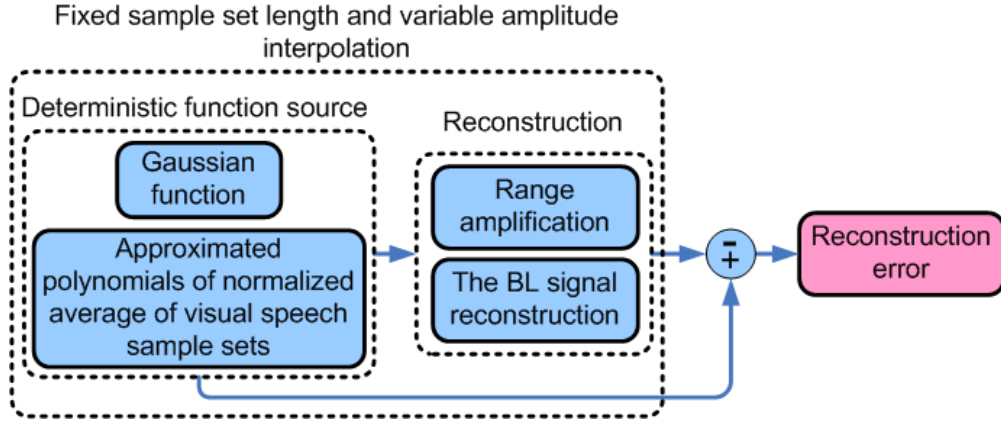 Fixed sample set length and variable amplitude
interpolation
Deterministic function source
Gaussian
function
Approximated
polynomials of normalized
average of visual speech
sample sets
Reconstruction
Range
amplification
The BL signal
reconstruction
-
+
Reconstruction
error